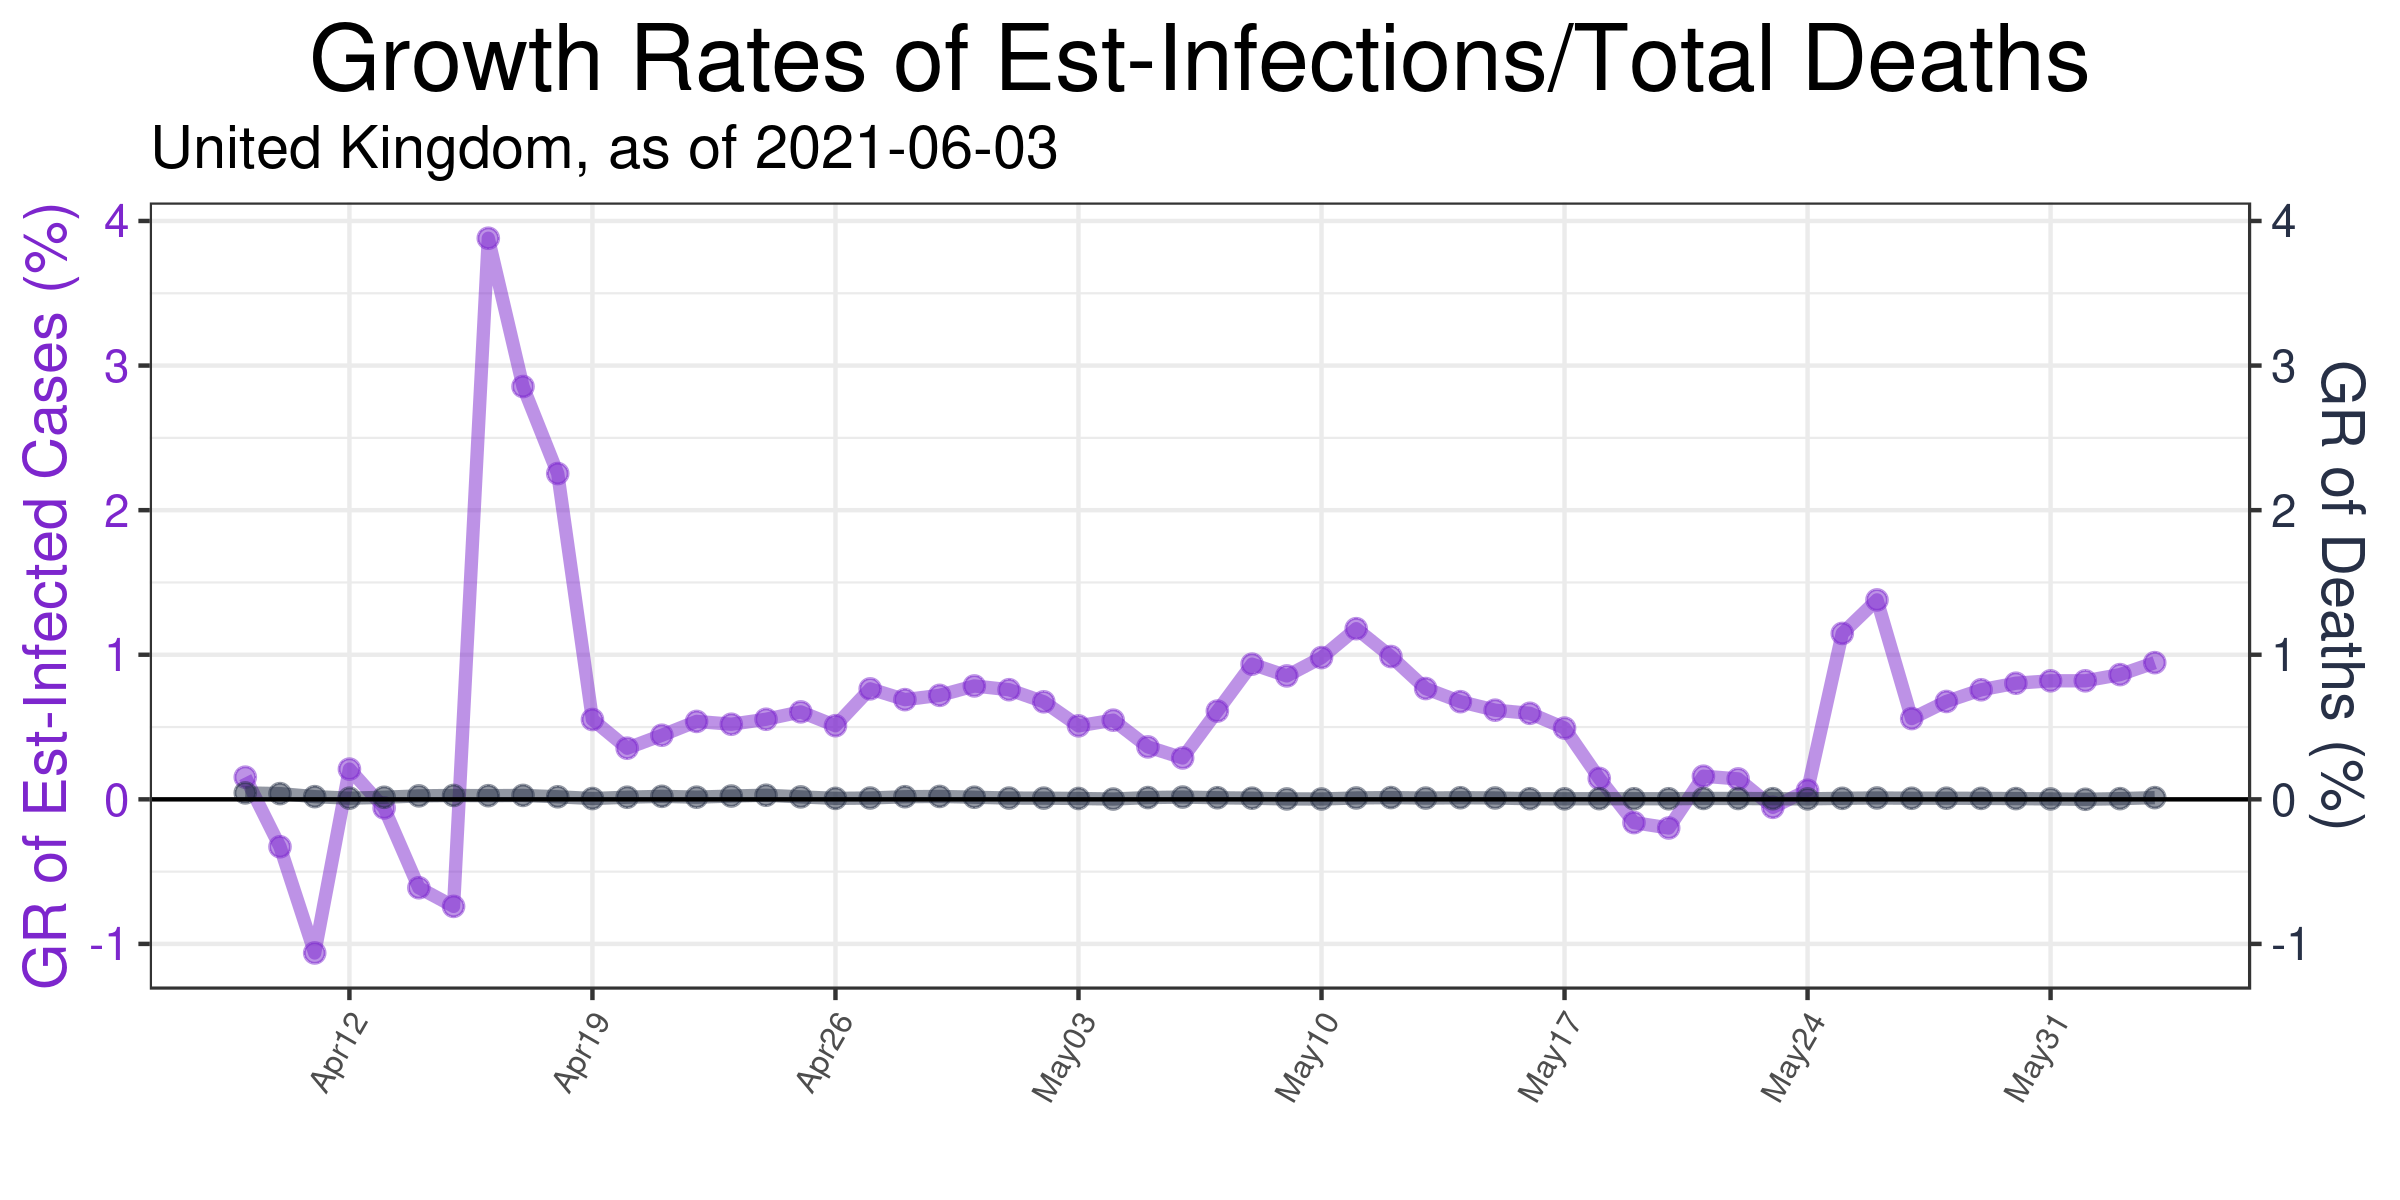 Growth Rates of Est-Infections/Total Deaths
United Kingdom, as of 2021-06-03
GR of Est-Infected Cases (%)
4
3
2
1
0
-1
4
3
2
1
0
-1
GR of Deaths (%)
Apr12
Apr19
Apr26
May03
May10
May17
May24
May31